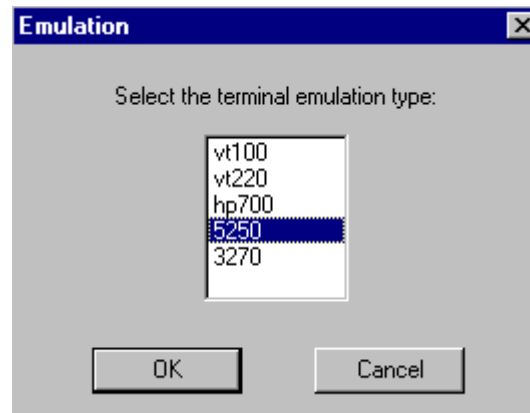 Emulation
Select the terminal emulation type:
vt100
vt220
hp700
5250
3270
OK Cancel